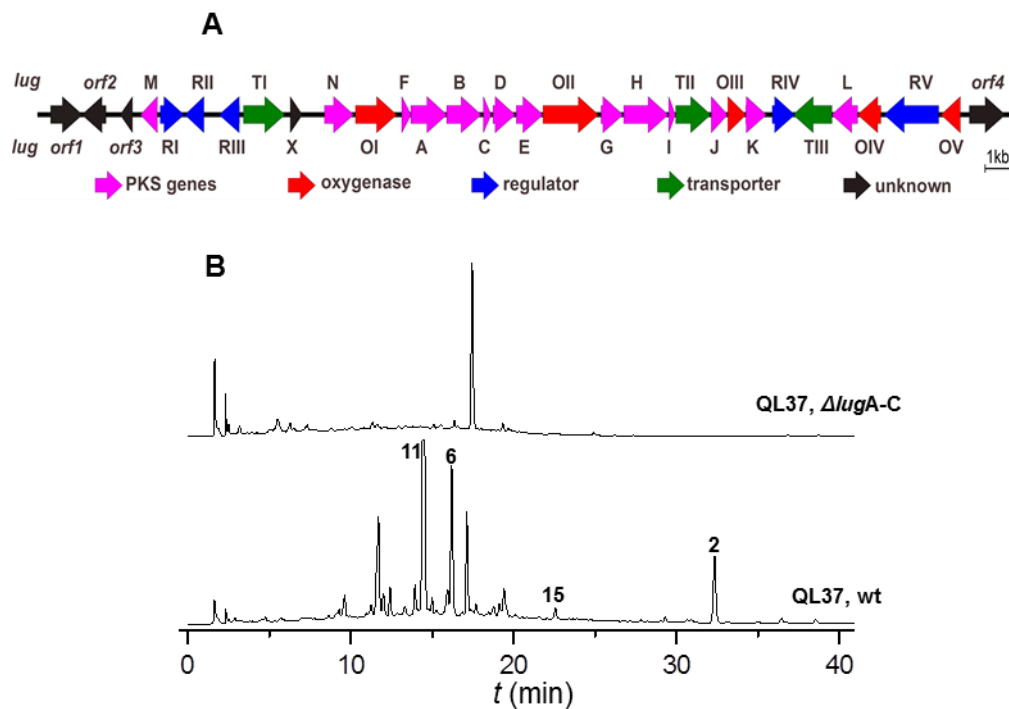 A
lug orf2 M RII TI N F B D OII H TII OIII RIV L RV orf4
lug orf1 orf3 RI RIII X OI A C E G I J K TIII OIV OV
1kb
PKS genes oxygenase regulator transporter unknown
B
QL37, ΔlugA-C
11 6 2
15
QL37, wt
0 10 20 30 40
t (min)